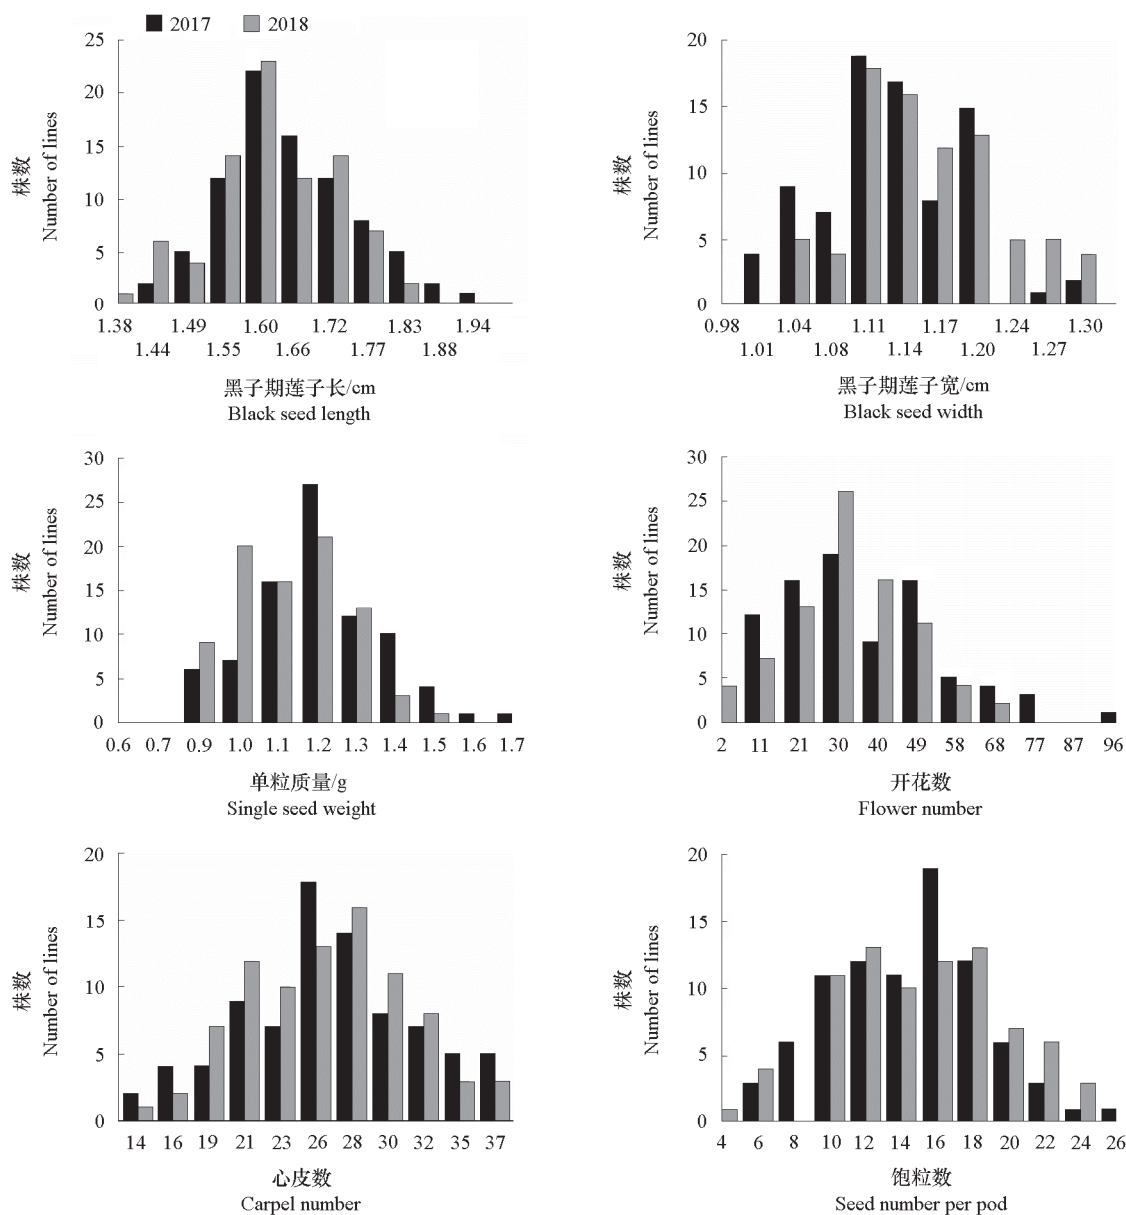 2017 2018
25
20
15
10
5
0
株数
Number of lines
1.38 1.49 1.60 1.72 1.83 1.94
1.44 1.55 1.66 1.77 1.88
黑子期莲子长/cm
Black seed length
20
15
10
5
0
株数
Number of lines
0.98 1.04 1.11 1.17 1.24 1.30
1.01 1.08 1.14 1.20 1.27
黑子期莲子宽/cm
Black seed width
30
25
20
15
10
5
0
株数
Number of lines
0.6 0.7 0.9 1.0 1.1 1.2 1.3 1.4 1.5 1.6 1.7
单粒质量/g
Single seed weight
30
25
20
15
10
5
0
株数
Number of lines
2 11 21 30 40 49 58 68 77 87 96
开花数
Flower number
20
15
10
5
0
株数
Number of lines
14 16 19 21 23 26 28 30 32 35 37
心皮数
Carpel number
20
15
10
5
0
株数
Number of lines
4 6 8 10 12 14 16 18 20 22 24 26
饱粒数
Seed number per pod